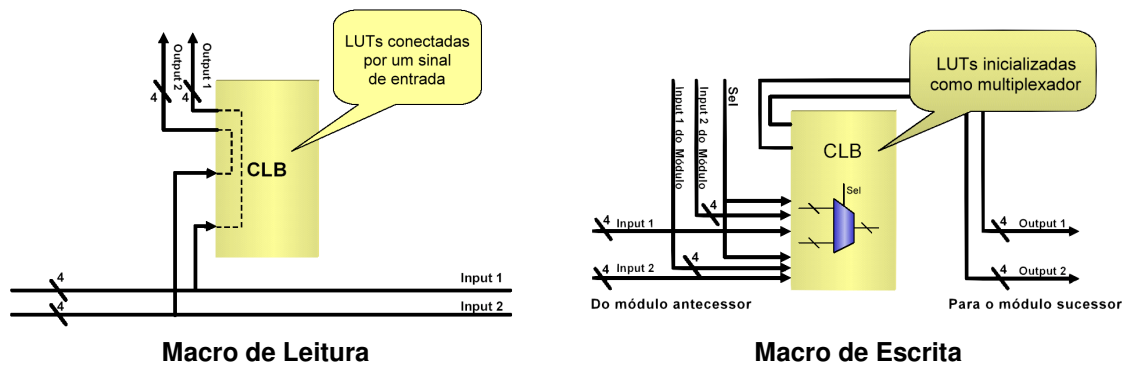 LUTs conectadas
por um sinal
de entrada
Output 2
Output 1
4
4
CLB
4
Input 1
4
Input 2
Macro de Leitura
LUTs inicializadas
como multiplexador
Input 1 do Módulo
Input 2 do Módulo
Sel
CLB
Sel
4
4
4
Input 1
4
Input 2
4
Output 1
4
Output 2
Do módulo antecessor
Para o módulo sucessor
Macro de Escrita